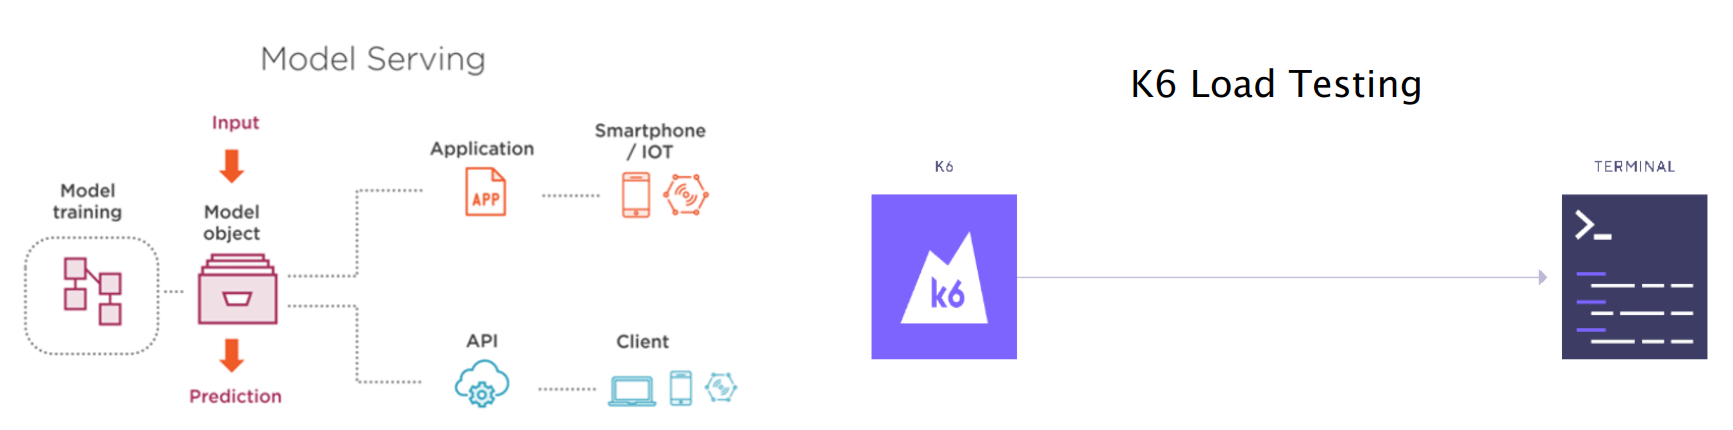 Model Serving
Input
Model
training
Model
object
Prediction
Application
APP
Smartphone
/ IOT
API
Client
K6 Load Testing
K6
k6
TERMINAL
>_